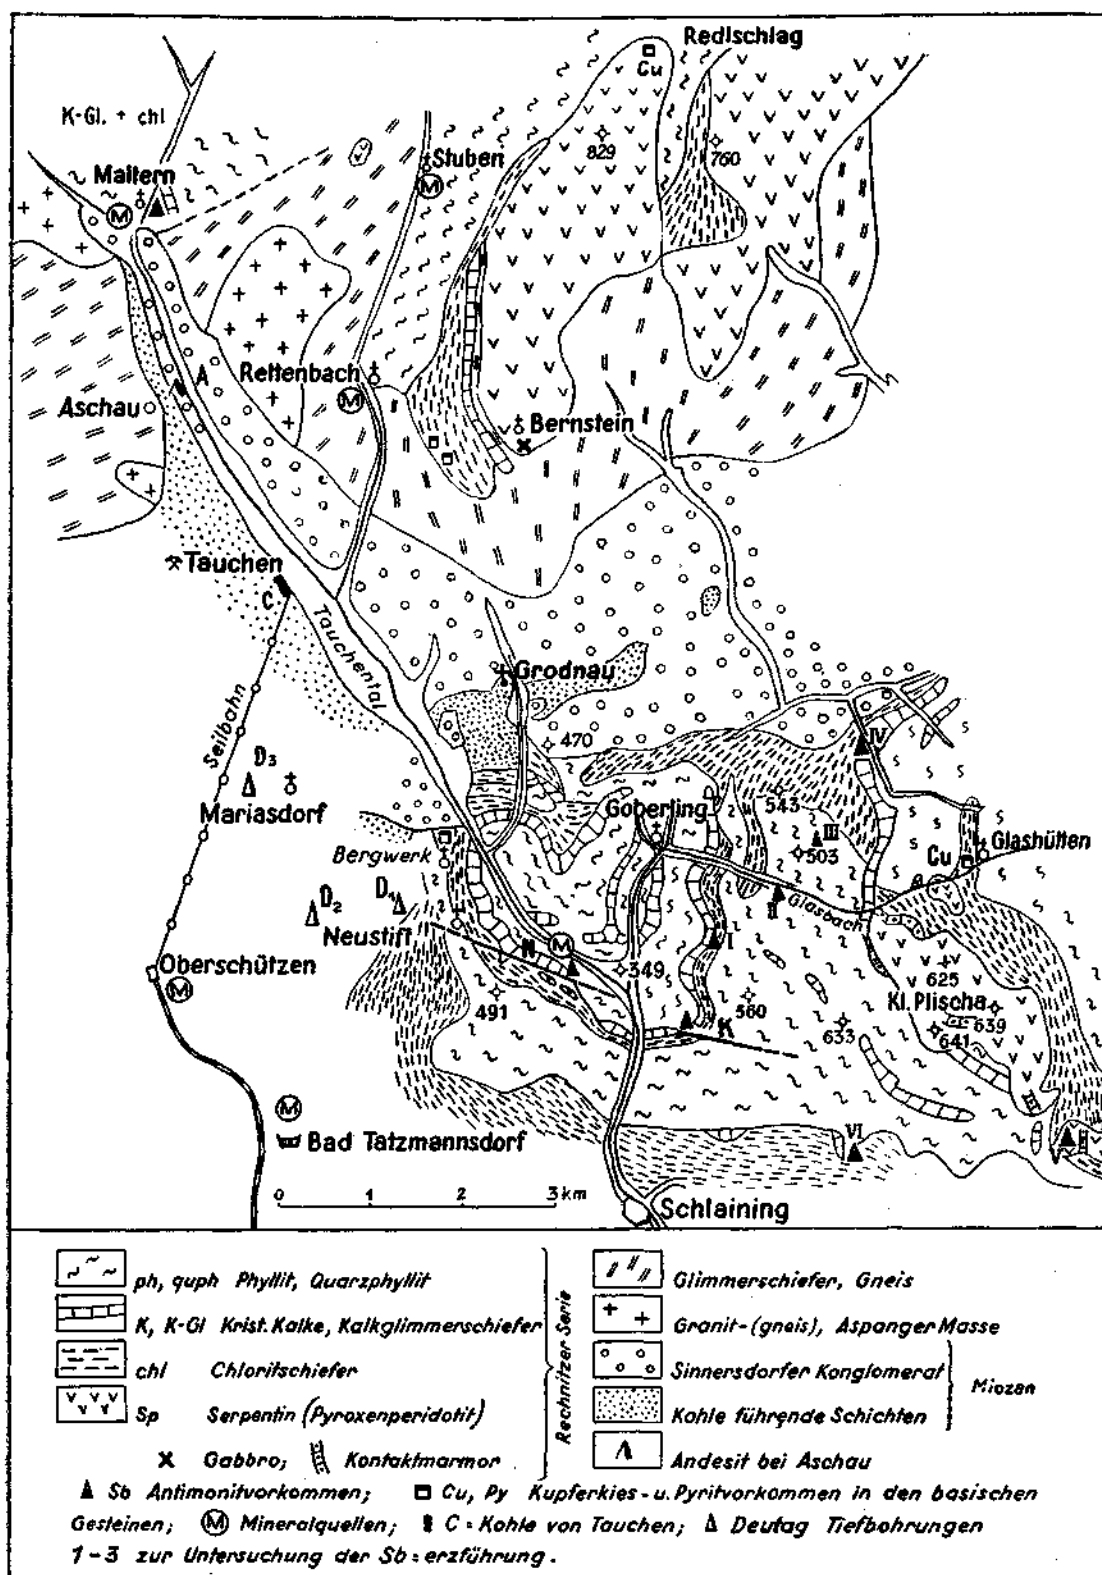 Redlschlag
Cu
K-Gl. + chl
829
760
Stuben
M
Maltern
M
Rettenbach
M
A
Aschau
Bernstein
Tauchen
C
Tauchental
Grodnau
470
Seilbahn
D3
Mariasdorf
IV
543
Goberling
III
503
Glashütten
Cu
Bergwerk
II
Glasbach
D2
D1
Neustift
N
M
I
Oberschützen
M
349
625
491
560
Kl. Plischa
K
633
639
641
M
Bad Tatzmannsdorf
VI
0 1 2 3 km
Schlaining
ph, quph Phyllit, Quarzphyllit
K, K-Gl Krist. Kalke, Kalkglimmerschiefer
chl Chloritschiefer
Sp Serpentin (Pyroxenperidotit)
Gabbro; Kontaktmarmor
Rechnitzer Serie
Glimmerschiefer, Gneis
Granit-(gneis), Aspanger Masse
Sinnersdorfer Konglomerat
Kohle führende Schichten
Miozän
Andesit bei Aschau
Sb Antimonitvorkommen; Cu, Py Kupferkies- u. Pyritvorkommen in den basischen
Gesteinen; M Mineralquellen; C = Kohle von Tauchen; Deutag Tiefbohrungen
1-3 zur Untersuchung der Sb=erzführung.